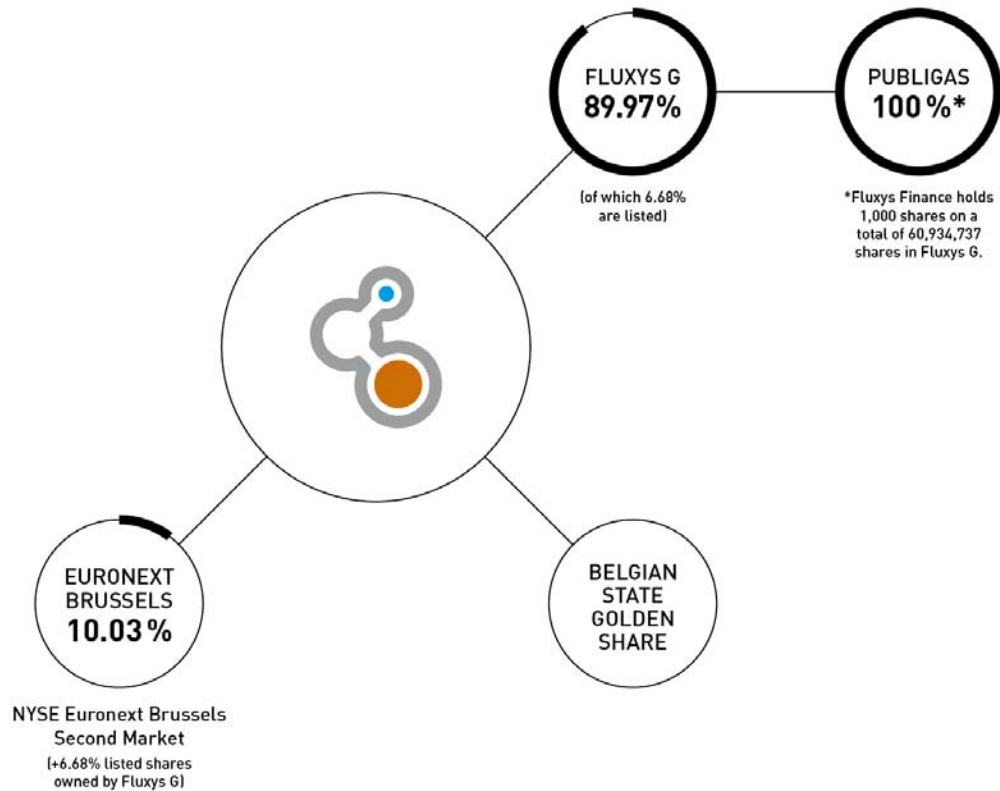 FLUXYS G
89.97%
(of which 6.68%
are listed)
PUBLIGAS
100%*
*Fluxys Finance holds
1,000 shares on a
total of 60,934,737
shares in Fluxys G.
EURONEXT
BRUSSELS
10.03%
NYSE Euronext Brussels
Second Market
(+6.68% listed shares
owned by Fluxys G)
BELGIAN
STATE
GOLDEN
SHARE